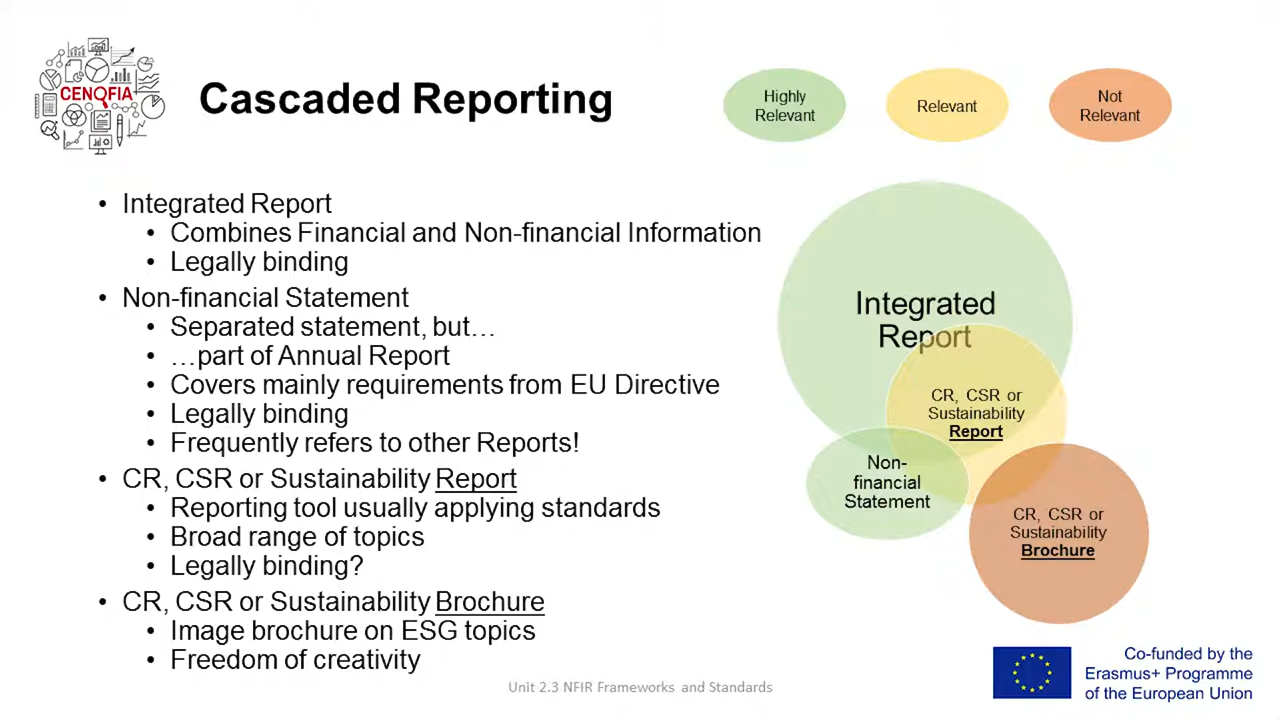 CENQFIA
Cascaded Reporting
Highly
Relevant
Relevant
Not
Relevant
• Integrated Report
• Combines Financial and Non-financial Information
• Legally binding
• Non-financial Statement
• Separated statement, but…
• …part of Annual Report
• Covers mainly requirements from EU Directive
• Legally binding
• Frequently refers to other Reports!
• CR, CSR or Sustainability Report
• Reporting tool usually applying standards
• Broad range of topics
• Legally binding?
• CR, CSR or Sustainability Brochure
• Image brochure on ESG topics
• Freedom of creativity
Integrated
Report
CR, CSR or
Sustainability
Report
Non-
financial
Statement
CR, CSR or
Sustainability
Brochure
Unit 2.3 NFIR Frameworks and Standards
Co-funded by the
Erasmus+ Programme
of the European Union